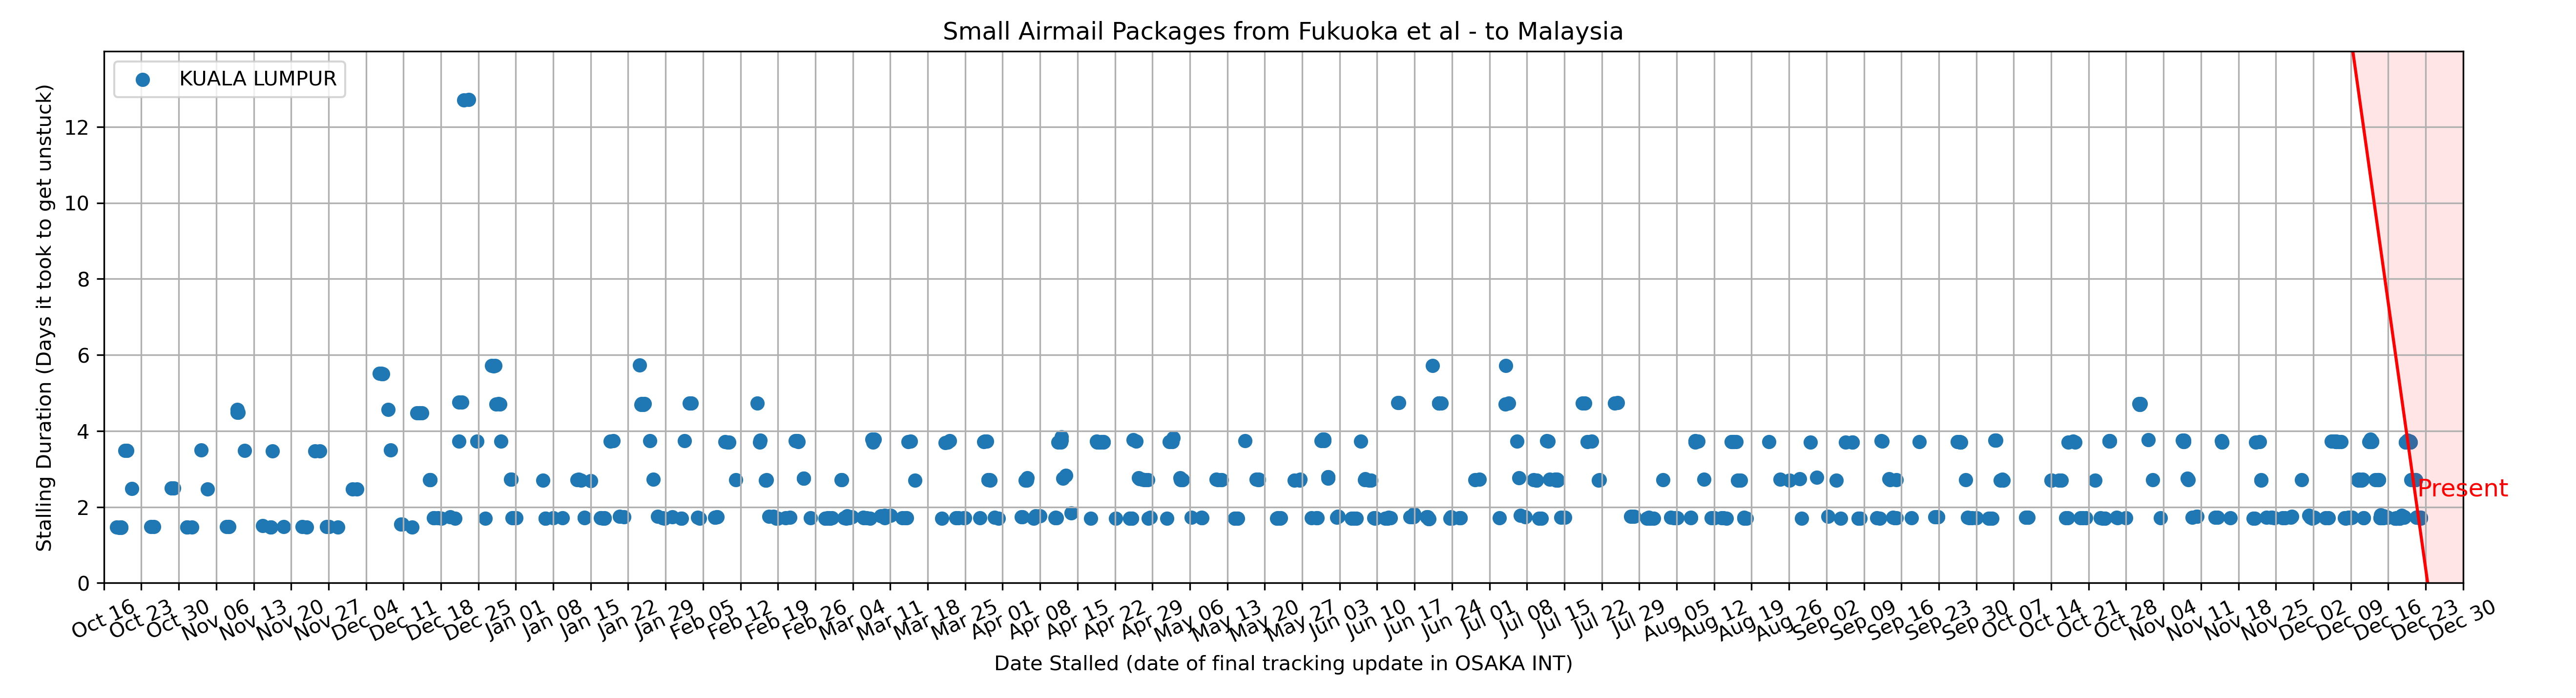 Small Airmail Packages from Fukuoka et al - to Malaysia
KUALA LUMPUR
Stalling Duration (Days it took to get unstuck)
12
10
8
6
4
2
0
Present
Oct 16
Oct 23
Oct 30
Nov 06
Nov 13
Nov 20
Nov 27
Dec 04
Dec 11
Dec 18
Dec 25
Jan 01
Jan 08
Jan 15
Jan 22
Jan 29
Feb 05
Feb 12
Feb 19
Feb 26
Mar 04
Mar 11
Mar 18
Mar 25
Apr 01
Apr 08
Apr 15
Apr 22
Apr 29
May 06
May 13
May 20
May 27
Jun 03
Jun 10
Jun 17
Jun 24
Jul 01
Jul 08
Jul 15
Jul 22
Jul 29
Aug 05
Aug 12
Aug 19
Aug 26
Sep 02
Sep 09
Sep 16
Sep 23
Sep 30
Oct 07
Oct 14
Oct 21
Oct 28
Nov 04
Nov 11
Nov 18
Nov 25
Dec 02
Dec 09
Dec 16
Dec 23
Dec 30
Date Stalled (date of final tracking update in OSAKA INT)